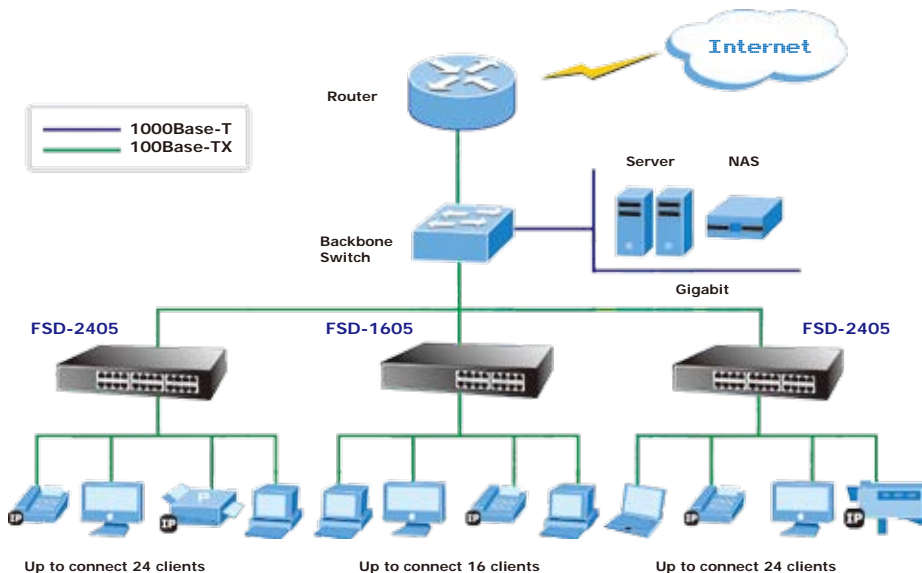 Internet
Router
1000Base-T
100Base-TX
Server
NAS
Backbone
Switch
Gigabit
FSD-2405
FSD-1605
FSD-2405
IP
P
IP
IP
IP
IP
Up to connect 24 clients
Up to connect 16 clients
Up to connect 24 clients